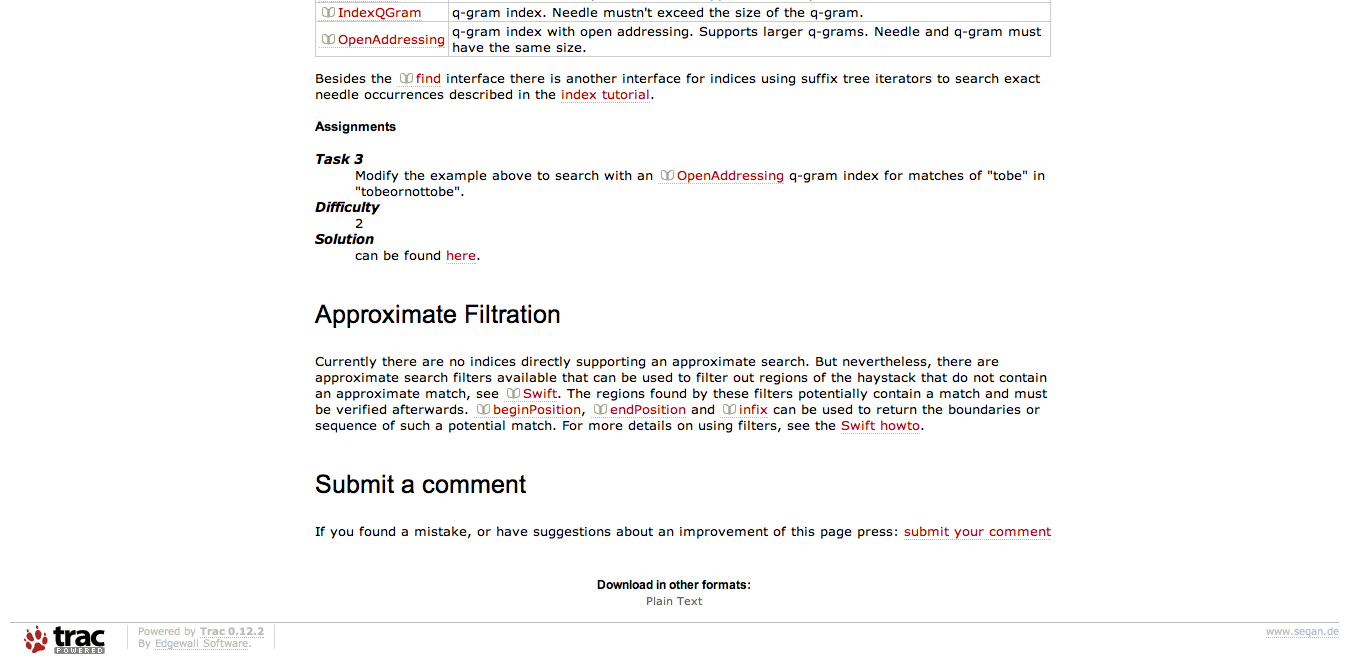 IndexQGram q-gram index. Needle mustn't exceed the size of the q-gram.
OpenAddressing q-gram index with open addressing. Supports larger q-grams. Needle and q-gram must
have the same size.
Besides the find interface there is another interface for indices using suffix tree iterators to search exact
needle occurrences described in the index tutorial.
Assignments
Task 3
Modify the example above to search with an OpenAddressing q-gram index for matches of "tobe" in
"tobeornottobe".
Difficulty
2
Solution
can be found here.
Approximate Filtration
Currently there are no indices directly supporting an approximate search. But nevertheless, there are
approximate search filters available that can be used to filter out regions of the haystack that do not contain
an approximate match, see Swift. The regions found by these filters potentially contain a match and must
be verified afterwards. beginPosition, endPosition and infix can be used to return the boundaries or
sequence of such a potential match. For more details on using filters, see the Swift howto.
Submit a comment
If you found a mistake, or have suggestions about an improvement of this page press: submit your comment
Download in other formats:
Plain Text
trac
POWERED
Powered by Trac 0.12.2
By Edgewall Software.
www.seqan.de